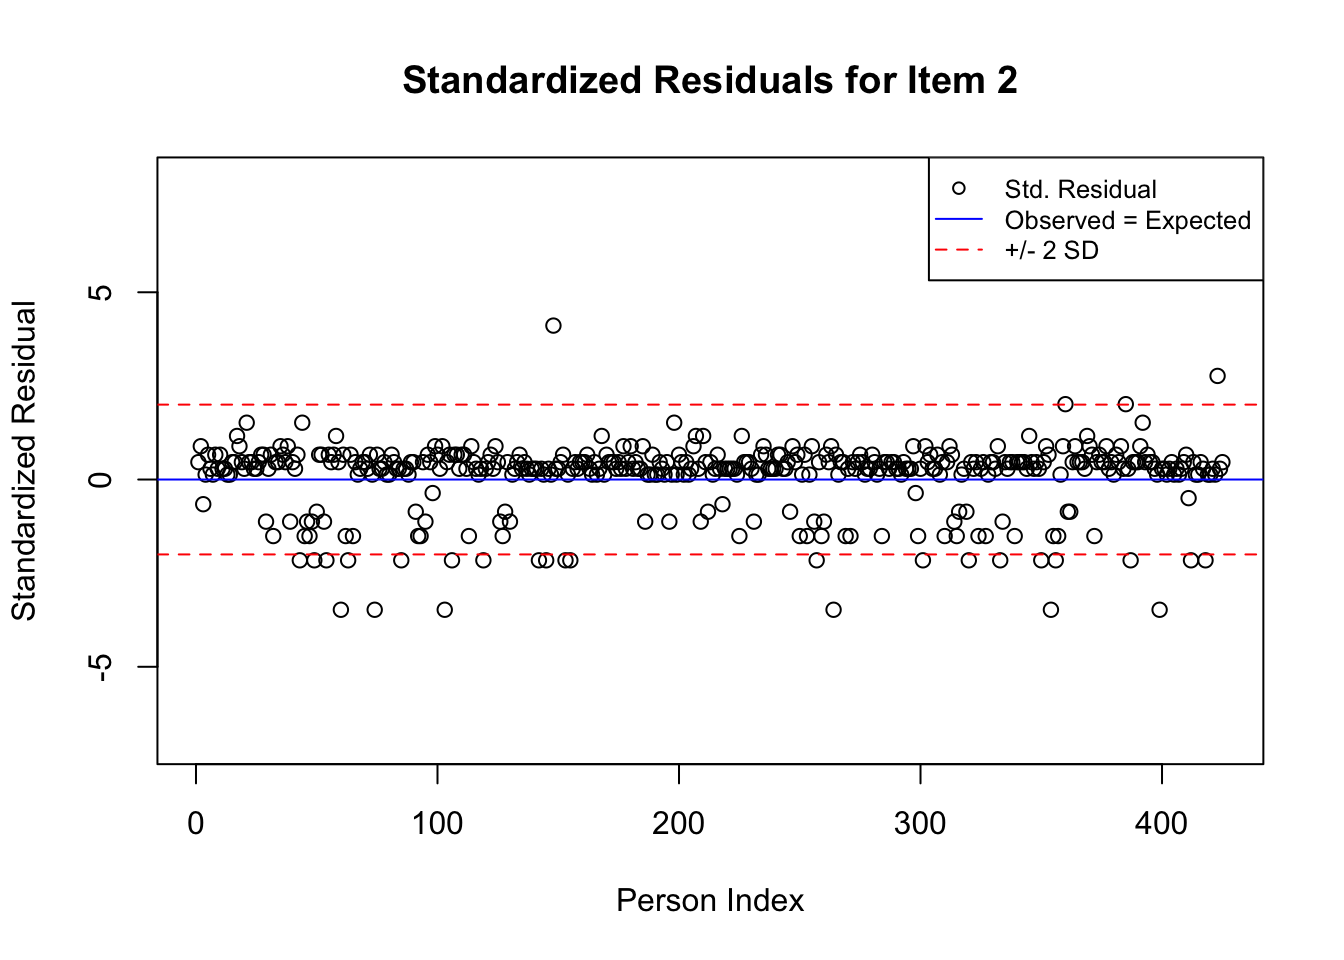 Standardized Residuals for Item 2
Std. Residual
Observed = Expected
+/- 2 SD
Standardized Residual
5
0
-5
0 100 200 300 400
Person Index